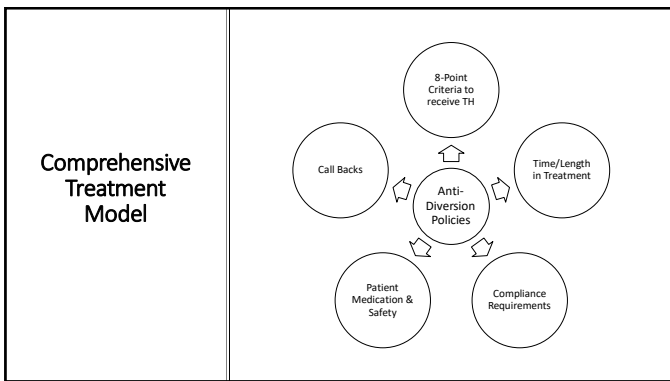 Comprehensive
Treatment
Model
8-Point
Criteria to
receive TH
Call Backs
Time/Length
in Treatment
Anti-
Diversion
Policies
Patient
Medication &
Safety
Compliance
Requirements